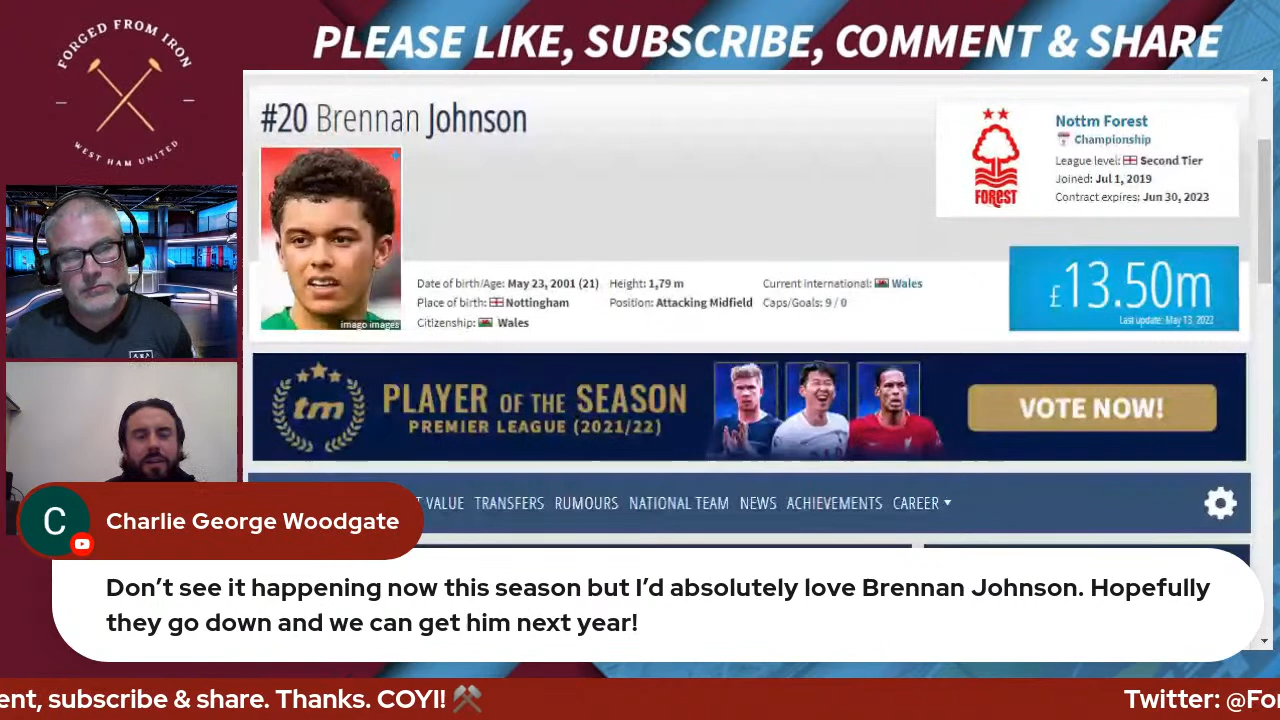 FORGED FROM IRON
WEST HAM UNITED
PLEASE LIKE, SUBSCRIBE, COMMENT & SHARE
#20 Brennan Johnson
Nottm Forest
Championship
League level: Second Tier
Joined: Jul 1, 2019
Contract expires: Jun 30, 2023
FOREST
imago images
Date of birth/Age: May 23, 2001 (21)
Place of birth: Nottingham
Citizenship: Wales
Height: 1,79 m
Position: Attacking Midfield
Current international: Wales
Caps/Goals: 9 / 0
£13.50m
Last update: May 13, 2022
tm
PLAYER OF THE SEASON
PREMIER LEAGUE (2021/22)
VOTE NOW!
T VALUE TRANSFERS RUMOURS NATIONAL TEAM NEWS ACHIEVEMENTS CAREER
C
Charlie George Woodgate
Don’t see it happening now this season but I’d absolutely love Brennan Johnson. Hopefully
they go down and we can get him next year!
ent, subscribe & share. Thanks. COYI! ⚒
Twitter: @For